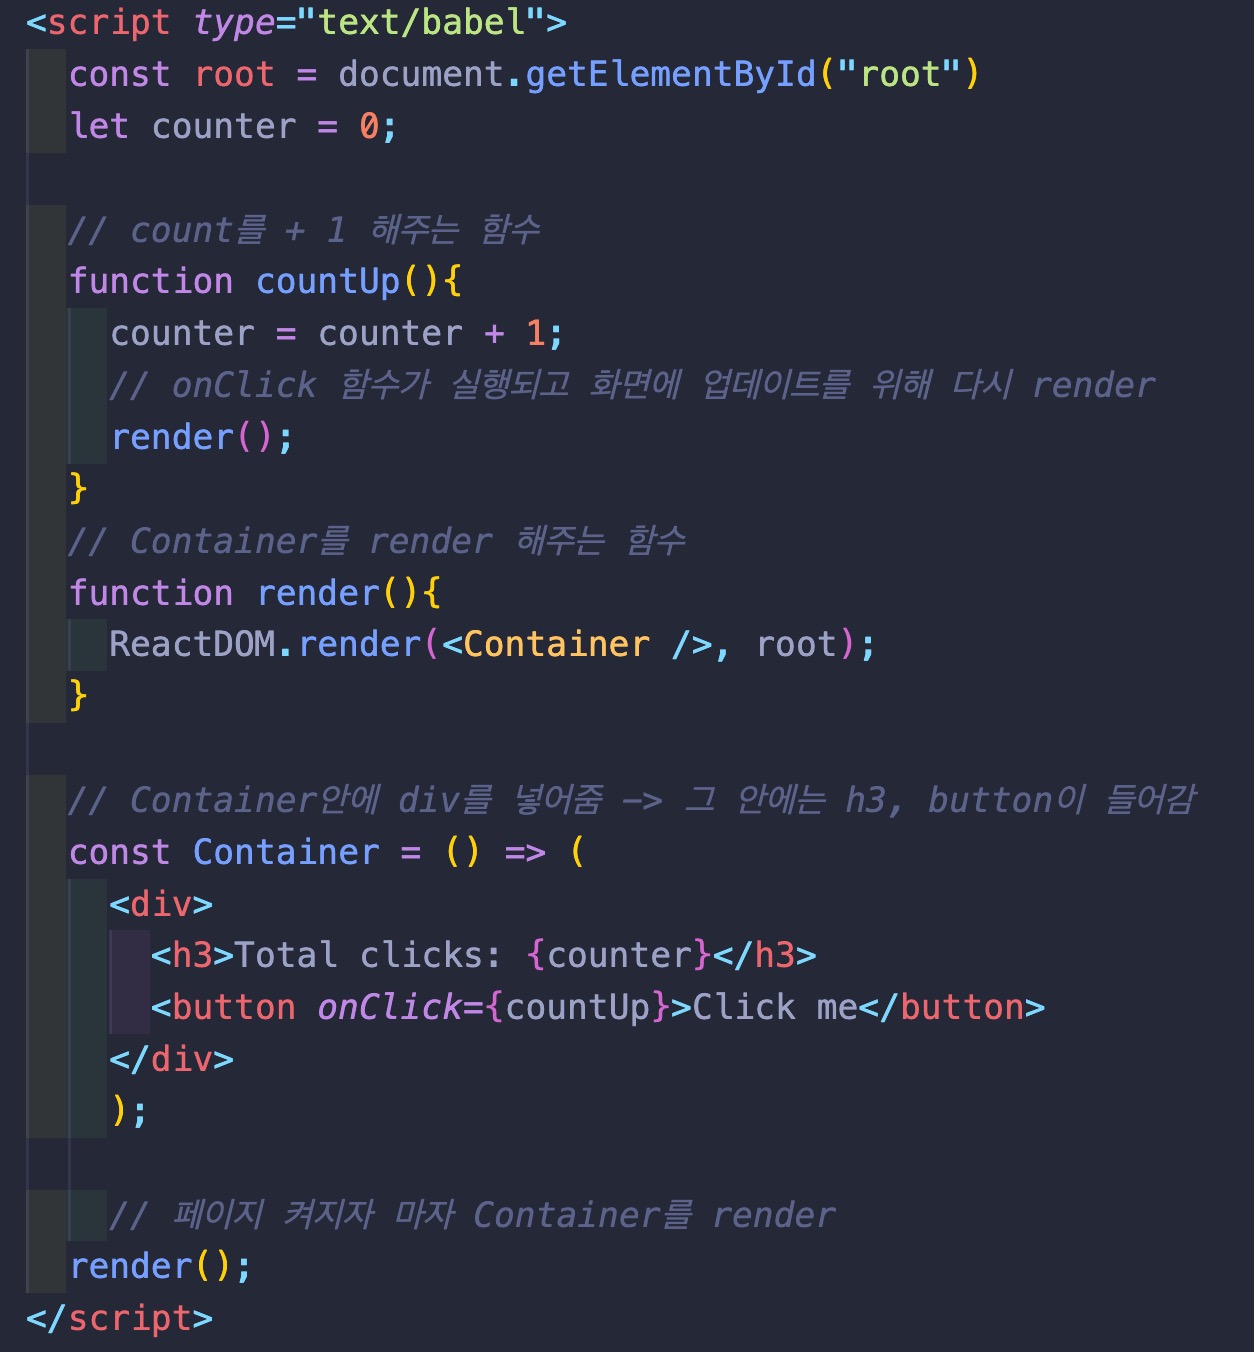 <script type="text/babel">
const root = document.getElementById("root")
let counter = 0;
// count를 + 1 해주는 함수
function countUp(){
counter = counter + 1;
// onClick 함수가 실행되고 화면에 업데이트를 위해 다시 render
render();
}
// Container를 render 해주는 함수
function render(){
ReactDOM.render(<Container />, root);
}
// Container안에 div를 넣어줌 —> 그 안에는 h3, button이 들어감
const Container = () => (
<div>
<h3>Total clicks: {counter}</h3>
<button onClick={countUp}>Click me</button>
</div>
);
// 페이지 켜지자 마자 Container를 render
render();
</script>